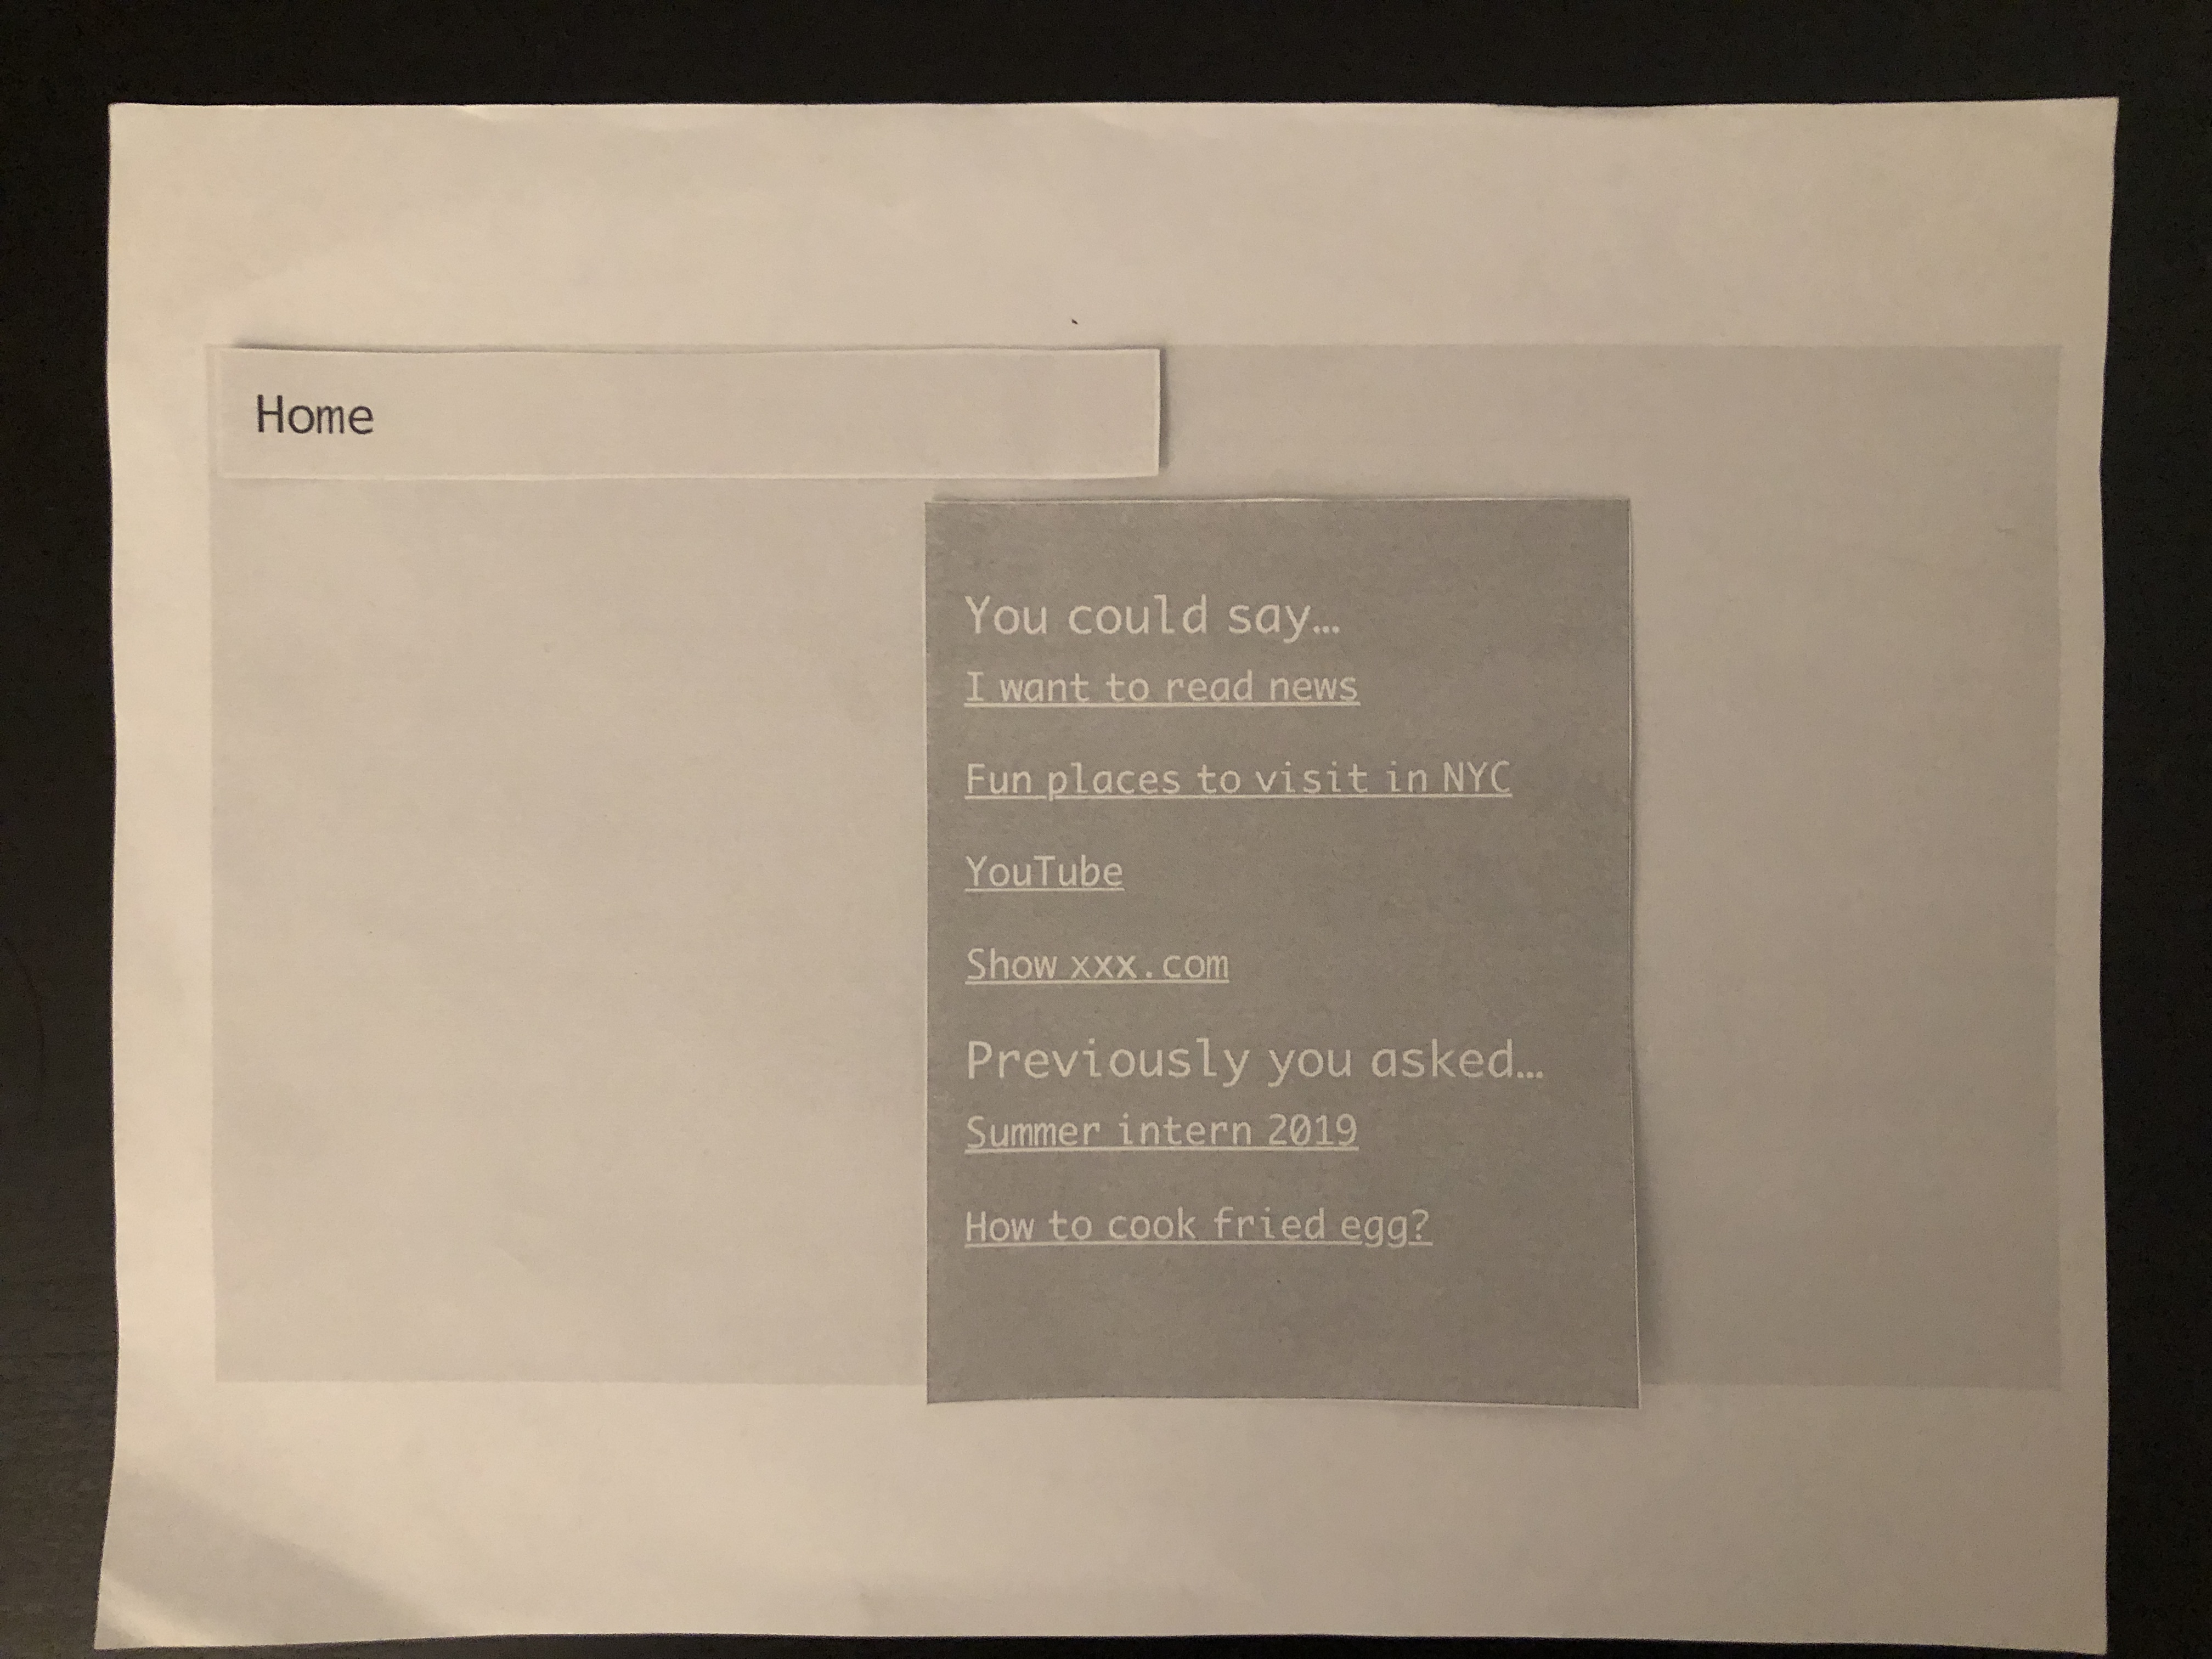 Home
You could say…
I want to read news
Fun places to visit in NYC
YouTube
Show xxx.com
Previously you asked…
Summer intern 2019
How to cook fried egg?